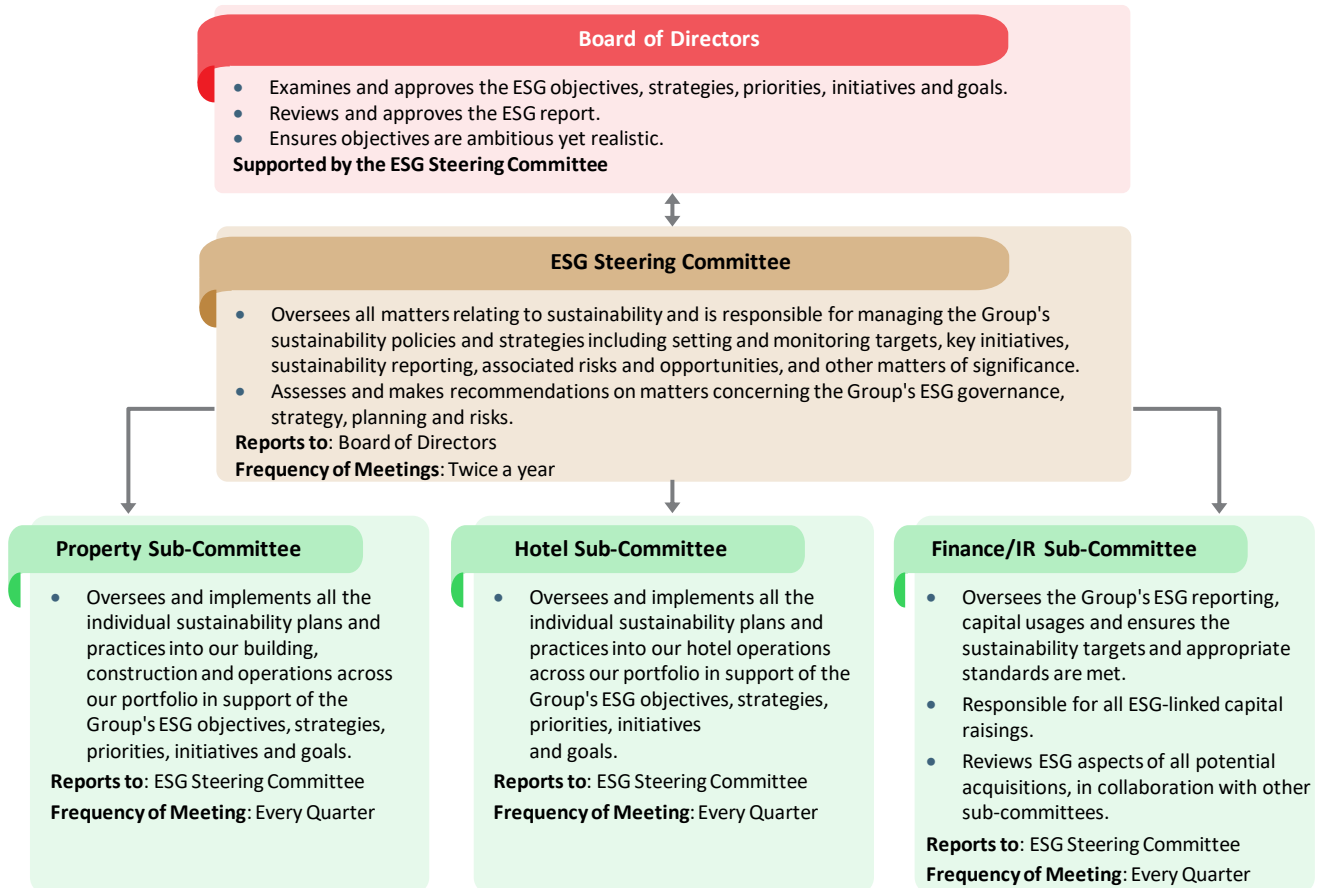 Board of Directors
• Examines and approves the ESG objectives, strategies, priorities, initiatives and goals.
• Reviews and approves the ESG report.
• Ensures objectives are ambitious yet realistic.
Supported by the ESG Steering Committee
ESG Steering Committee
• Oversees all matters relating to sustainability and is responsible for managing the Group's
sustainability policies and strategies including setting and monitoring targets, key initiatives,
sustainability reporting, associated risks and opportunities, and other matters of significance.
• Assesses and makes recommendations on matters concerning the Group's ESG governance,
strategy, planning and risks.
Reports to: Board of Directors
Frequency of Meetings: Twice a year
Property Sub-Committee
• Oversees and implements all the
individual sustainability plans and
practices into our building,
construction and operations across
our portfolio in support of the
Group's ESG objectives, strategies,
priorities, initiatives and goals.
Reports to: ESG Steering Committee
Frequency of Meeting: Every Quarter
Hotel Sub-Committee
• Oversees and implements all the
individual sustainability plans and
practices into our hotel operations
across our portfolio in support of the
Group's ESG objectives, strategies,
priorities, initiatives
and goals.
Reports to: ESG Steering Committee
Frequency of Meeting: Every Quarter
Finance/IR Sub-Committee
• Oversees the Group's ESG reporting,
capital usages and ensures the
sustainability targets and appropriate
standards are met.
• Responsible for all ESG-linked capital
raisings.
• Reviews ESG aspects of all potential
acquisitions, in collaboration with other
sub-committees.
Reports to: ESG Steering Committee
Frequency of Meeting: Every Quarter